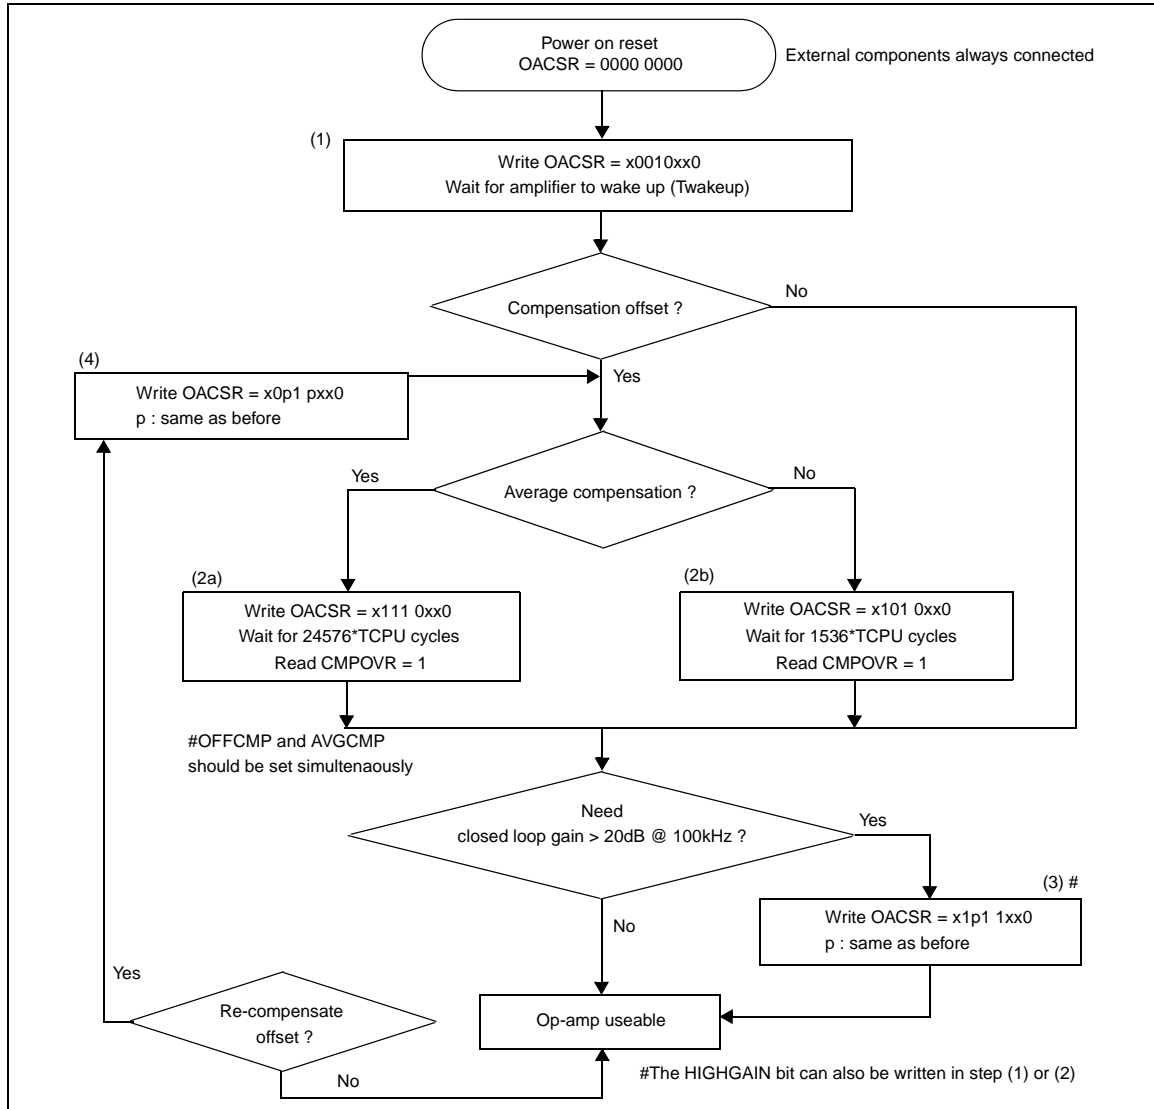 Power on reset
OACSR = 0000 0000
External components always connected
(1)
Write OACSR = x0010xx0
Wait for amplifier to wake up (Twakeup)
Compensation offset ?
No
(4)
Write OACSR = x0p1 pxx0
p : same as before
Yes
Average compensation ?
Yes
No
(2a)
Write OACSR = x111 0xx0
Wait for 24576*TCPU cycles
Read CMPOVR = 1
(2b)
Write OACSR = x101 0xx0
Wait for 1536*TCPU cycles
Read CMPOVR = 1
#OFFCMP and AVGCMP
should be set simultenaously
Need
closed loop gain > 20dB @ 100kHz ?
Yes
(3) #
Write OACSR = x1p1 1xx0
p : same as before
No
Yes
Re-compensate
offset ?
Op-amp useable
No
#The HIGHGAIN bit can also be written in step (1) or (2)